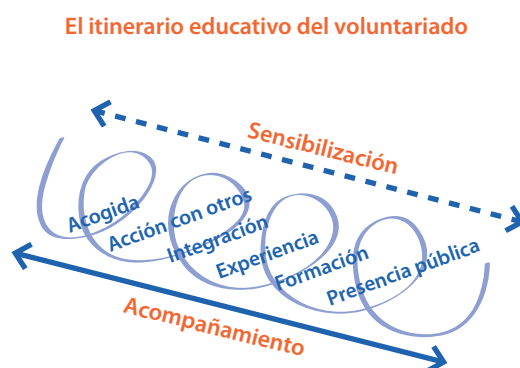 El itinerario educativo del voluntariado
Sensibilización
Acogida
Acción con otros
Integración
Experiencia
Formación
Presencia pública
Acompañamiento